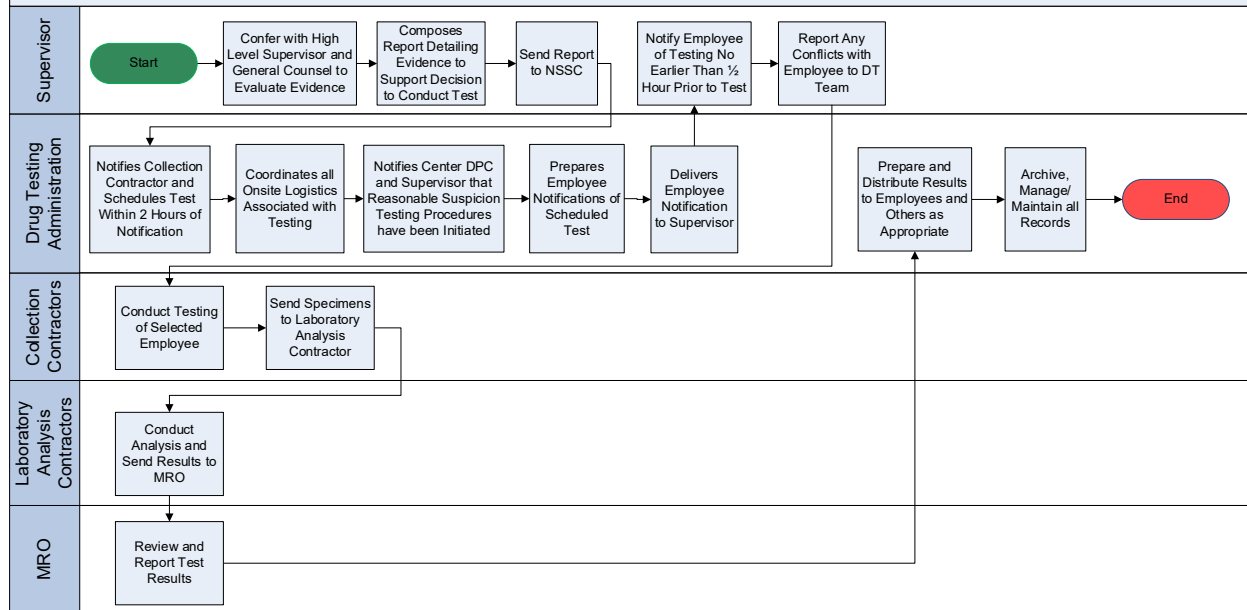 Supervisor
Start
Confer with High
Level Supervisor and
General Counsel to
Evaluate Evidence
Composes
Report Detailing
Evidence to
Support Decision to
Conduct Test
Send Report
to NSSC
Notify Employee
of Testing No
Earlier Than ½
Hour Prior to Test
Report Any
Conflicts with
Employee to DT
Team
Drug Testing
Administration
Notifies Collection
Contractor and
Schedules Test
Within 2 Hours of
Notification
Coordinates all
Onsite Logistics
Associated with
Testing
Notifies Center DPC
and Supervisor that
Reasonable Suspicion
Testing Procedures
have been Initiated
Prepares
Employee
Notifications of
Scheduled
Test
Delivers
Employee
Notification
to Supervisor
Prepare and
Distribute Results
to Employees and
Others as
Appropriate
Archive,
Manage/
Maintain all
Records
End
Collection
Contractors
Conduct Testing
of Selected
Employee
Send Specimens
to Laboratory
Analysis
Contractor
Laboratory
Analysis
Contractors
Conduct
Analysis and
Send Results to
MRO
MRO
Review and
Report Test
Results